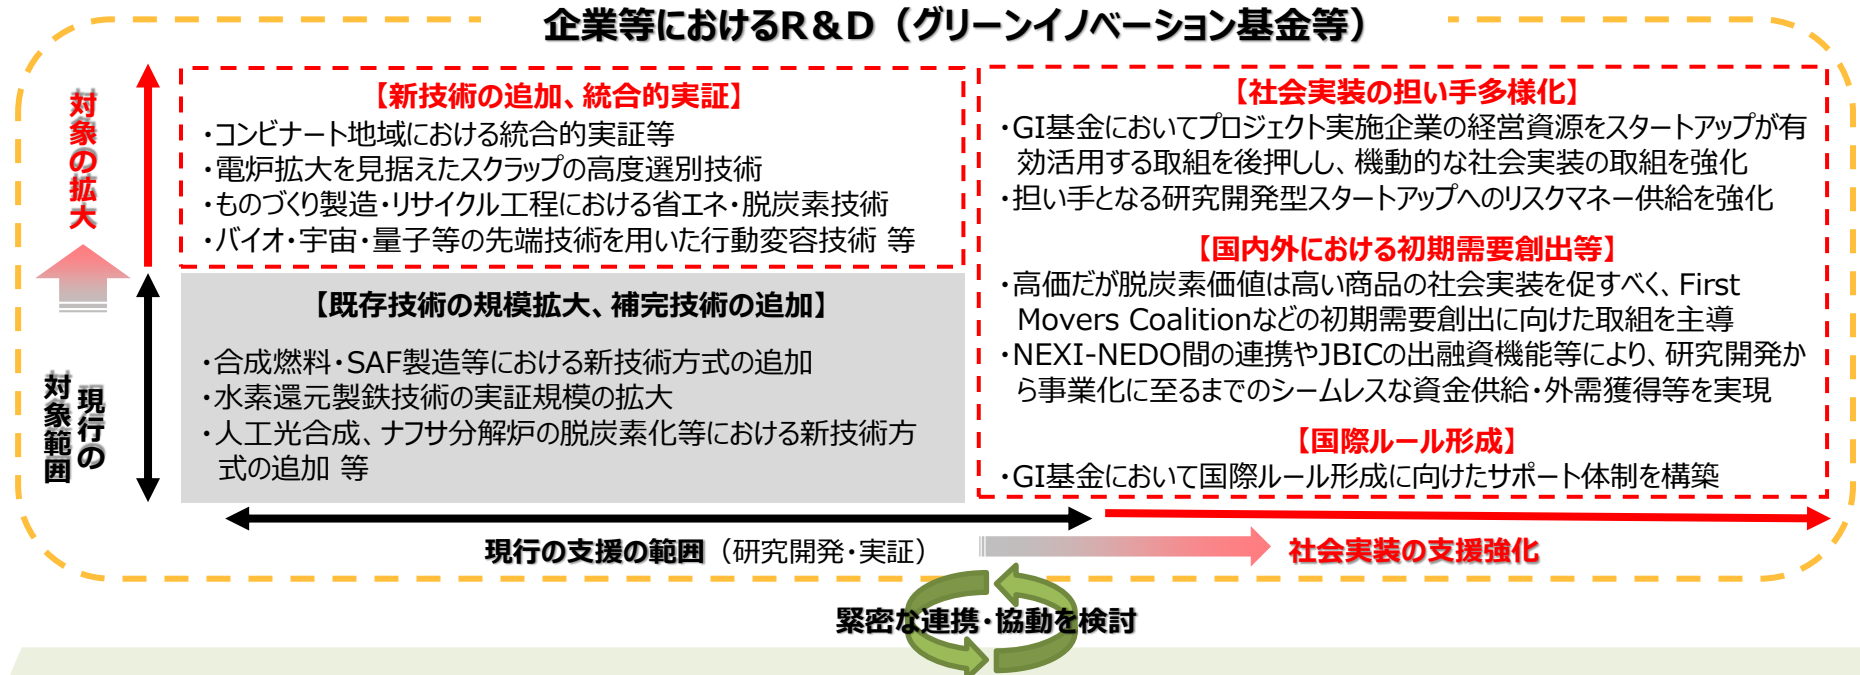 企業等におけるR&D（グリーンイノベーション基金等）
対象の拡大
【新技術の追加、統合的実証】
・コンビナート地域における統合的実証等
・電炉拡大を見据えたスクラップの高度選別技術
・ものづくり製造・リサイクル工程における省エネ・脱炭素技術
・バイオ・宇宙・量子等の先端技術を用いた行動変容技術 等
現行の
対象範囲
【既存技術の規模拡大、補完技術の追加】
・合成燃料・SAF製造等における新技術方式の追加
・水素還元製鉄技術の実証規模の拡大
・人工光合成、ナフサ分解炉の脱炭素化等における新技術方
式の追加 等
【社会実装の担い手多様化】
・GI基金においてプロジェクト実施企業の経営資源をスタートアップが有
効活用する取組を後押しし、機動的な社会実装の取組を強化
・担い手となる研究開発型スタートアップへのリスクマネー供給を強化
【国内外における初期需要創出等】
・高価だが脱炭素価値は高い商品の社会実装を促すべく、First
Movers Coalitionなどの初期需要創出に向けた取組を主導
・NEXI-NEDO間の連携やJBICの出融資機能等により、研究開発か
ら事業化に至るまでのシームレスな資金供給・外需獲得等を実現
【国際ルール形成】
・GI基金において国際ルール形成に向けたサポート体制を構築
現行の支援の範囲（研究開発・実証）
社会実装の支援強化
緊密な連携・協動を検討